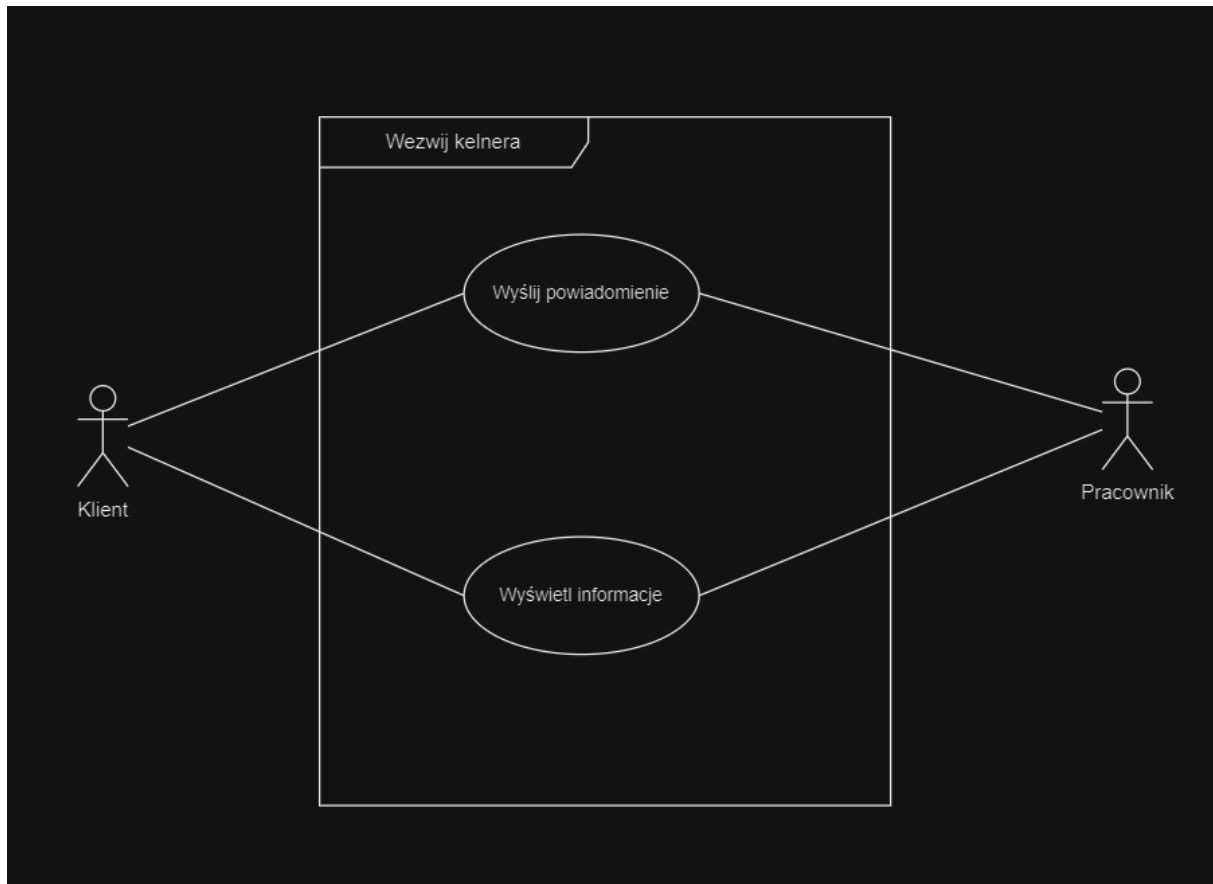 Wezwij kelnera
Wyślij powiadomienie
Klient
Pracownik
Wyświetl informacje